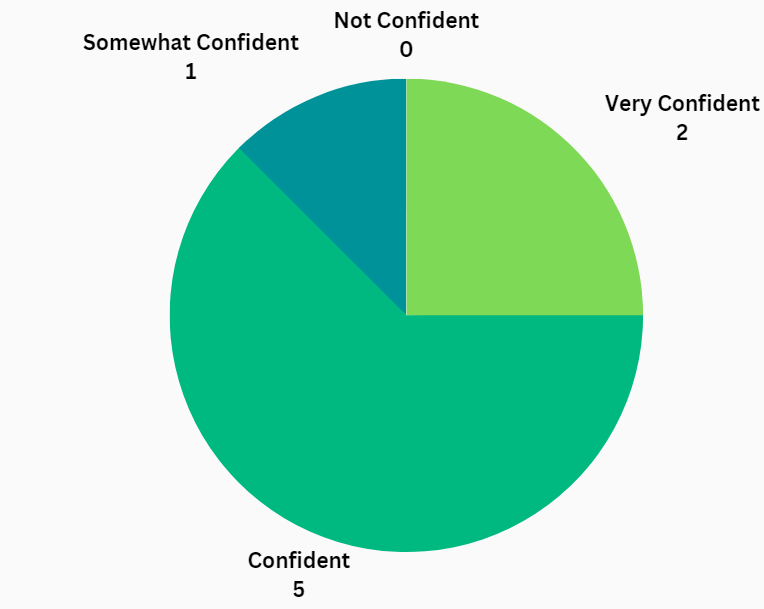 Not Confident
0
Somewhat Confident
1
Very Confident
2
Confident
5